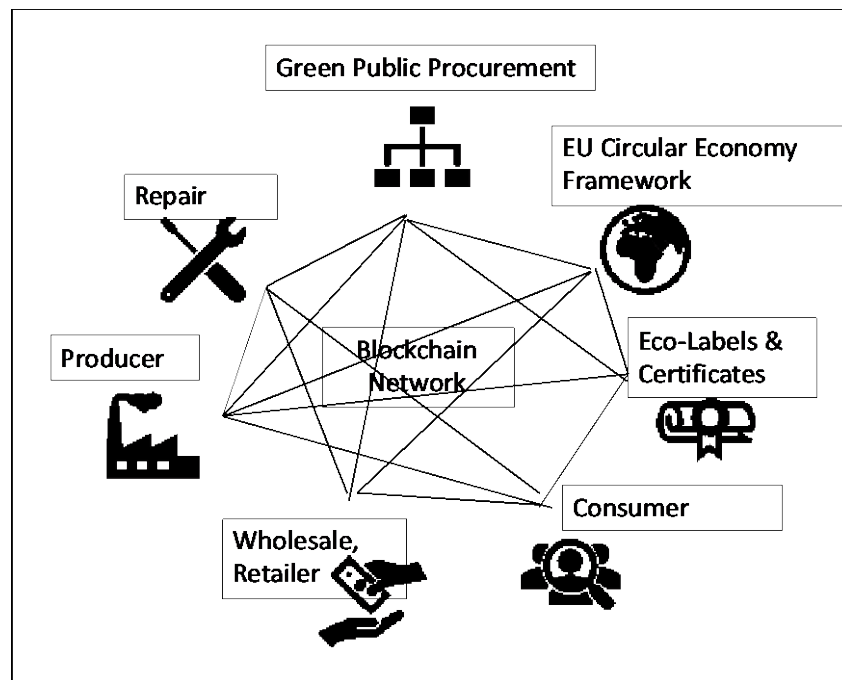 Green Public Procurement
EU Circular Economy
Framework
Repair
Blockchain
Network
Producer
Eco-Labels &
Certificates
Consumer
Wholesale,
Retailer